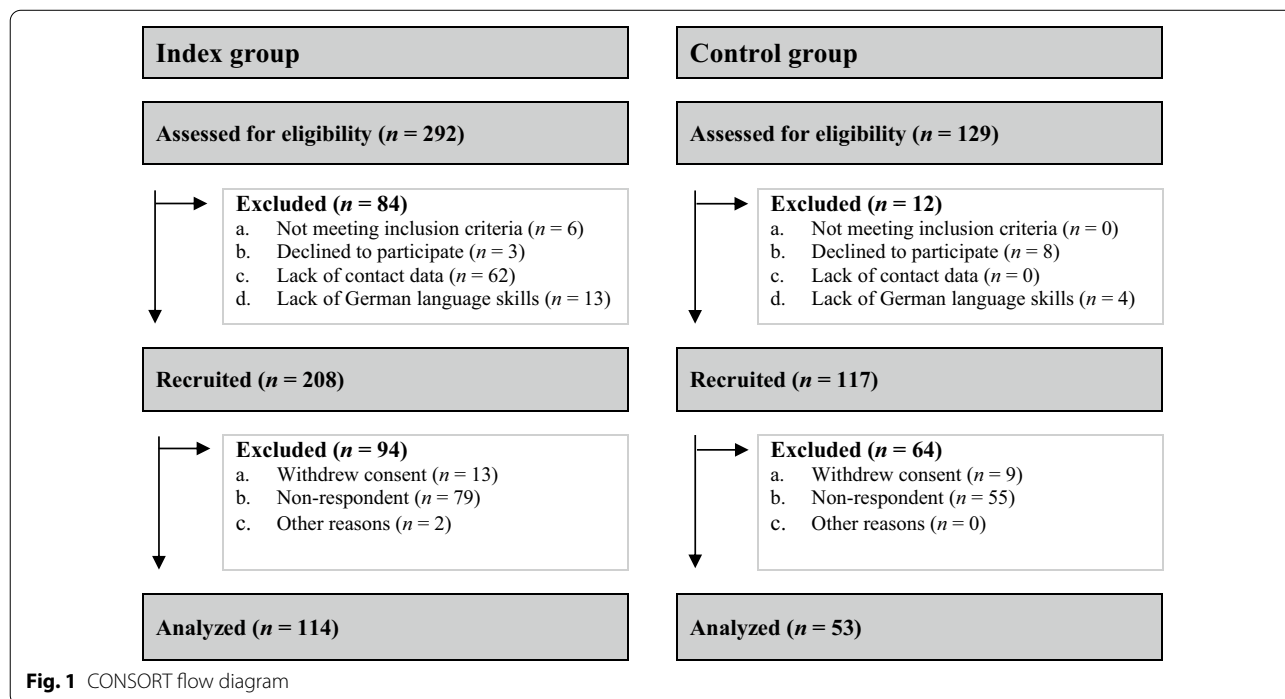 Index group
Assessed for eligibility (n = 292)
Excluded (n = 84)
a. Not meeting inclusion criteria (n = 6)
b. Declined to participate (n = 3)
c. Lack of contact data (n = 62)
d. Lack of German language skills (n = 13)
Recruited (n = 208)
Excluded (n = 94)
a. Withdrew consent (n = 13)
b. Non-respondent (n = 79)
c. Other reasons (n = 2)
Analyzed (n = 114)
Control group
Assessed for eligibility (n = 129)
Excluded (n = 12)
a. Not meeting inclusion criteria (n = 0)
b. Declined to participate (n = 8)
c. Lack of contact data (n = 0)
d. Lack of German language skills (n = 4)
Recruited (n = 117)
Excluded (n = 64)
a. Withdrew consent (n = 9)
b. Non-respondent (n = 55)
c. Other reasons (n = 0)
Analyzed (n = 53)
Fig. 1 CONSORT flow diagram